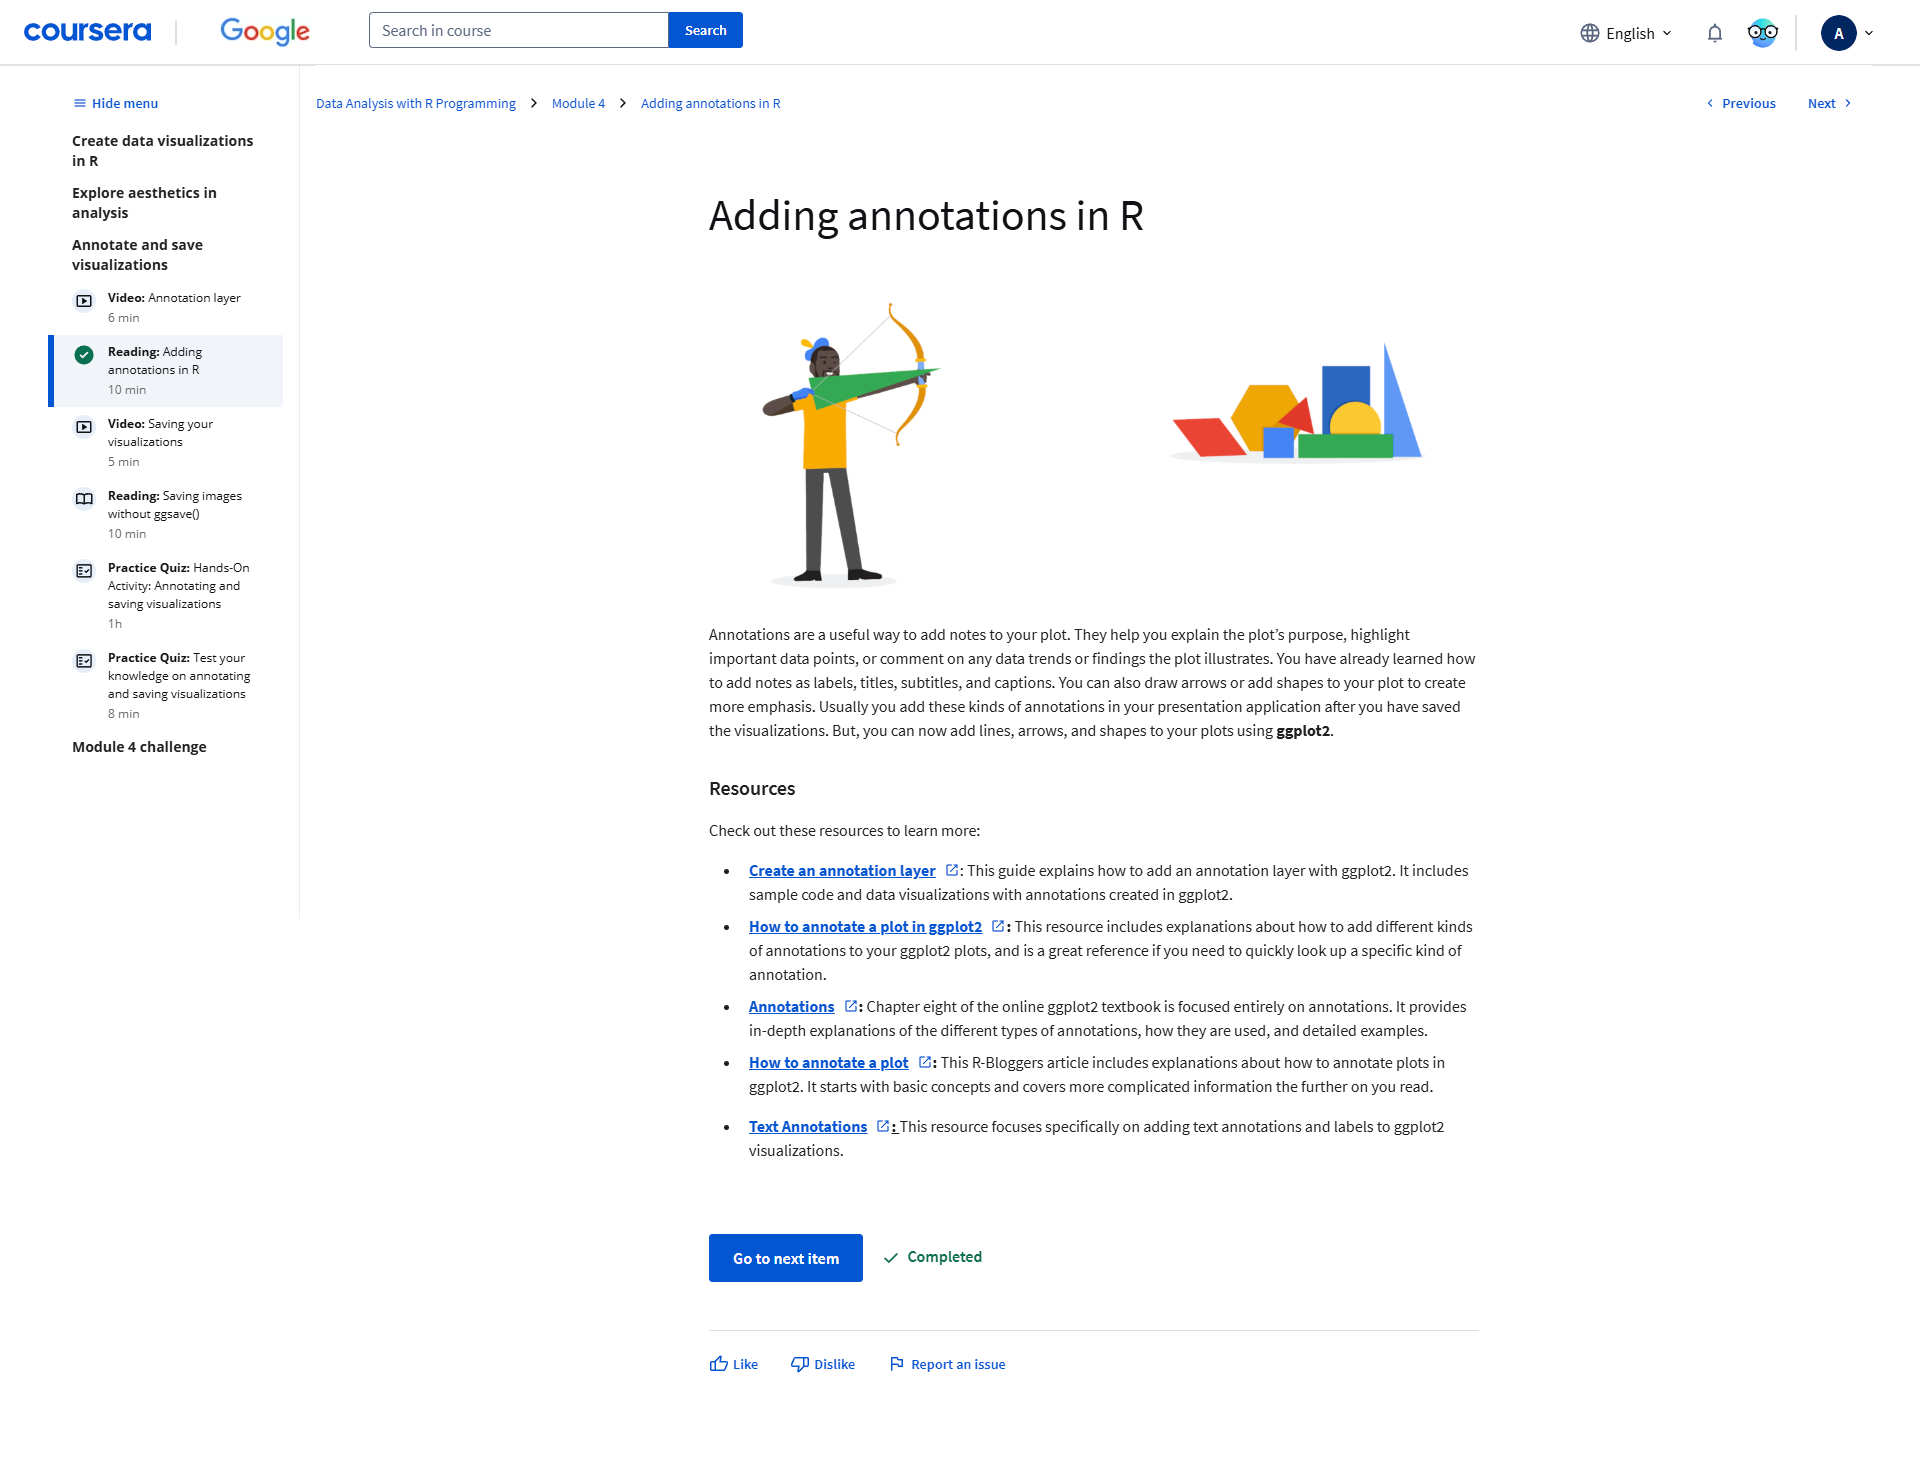 coursera
Google
Search in course
Search
English
A
Hide menu
Create data visualizations
in R
Explore aesthetics in
analysis
Annotate and save
visualizations
Video: Annotation layer
6 min
Reading: Adding
annotations in R
10 min
Video: Saving your
visualizations
5 min
Reading: Saving images
without ggsave()
10 min
Practice Quiz: Hands-On
Activity: Annotating and
saving visualizations
1h
Practice Quiz: Test your
knowledge on annotating
and saving visualizations
8 min
Module 4 challenge
Data Analysis with R Programming
Module 4
Adding annotations in R
Previous
Next
Adding annotations in R
Annotations are a useful way to add notes to your plot. They help you explain the plot’s purpose, highlight
important data points, or comment on any data trends or findings the plot illustrates. You have already learned how
to add notes as labels, titles, subtitles, and captions. You can also draw arrows or add shapes to your plot to create
more emphasis. Usually you add these kinds of annotations in your presentation application after you have saved
the visualizations. But, you can now add lines, arrows, and shapes to your plots using ggplot2.
Resources
Check out these resources to learn more:
Create an annotation layer : This guide explains how to add an annotation layer with ggplot2. It includes
sample code and data visualizations with annotations created in ggplot2.
How to annotate a plot in ggplot2 : This resource includes explanations about how to add different kinds
of annotations to your ggplot2 plots, and is a great reference if you need to quickly look up a specific kind of
annotation.
Annotations : Chapter eight of the online ggplot2 textbook is focused entirely on annotations. It provides
in-depth explanations of the different types of annotations, how they are used, and detailed examples.
How to annotate a plot : This R-Bloggers article includes explanations about how to annotate plots in
ggplot2. It starts with basic concepts and covers more complicated information the further on you read.
Text Annotations : This resource focuses specifically on adding text annotations and labels to ggplot2
visualizations.
Go to next item
Completed
Like
Dislike
Report an issue